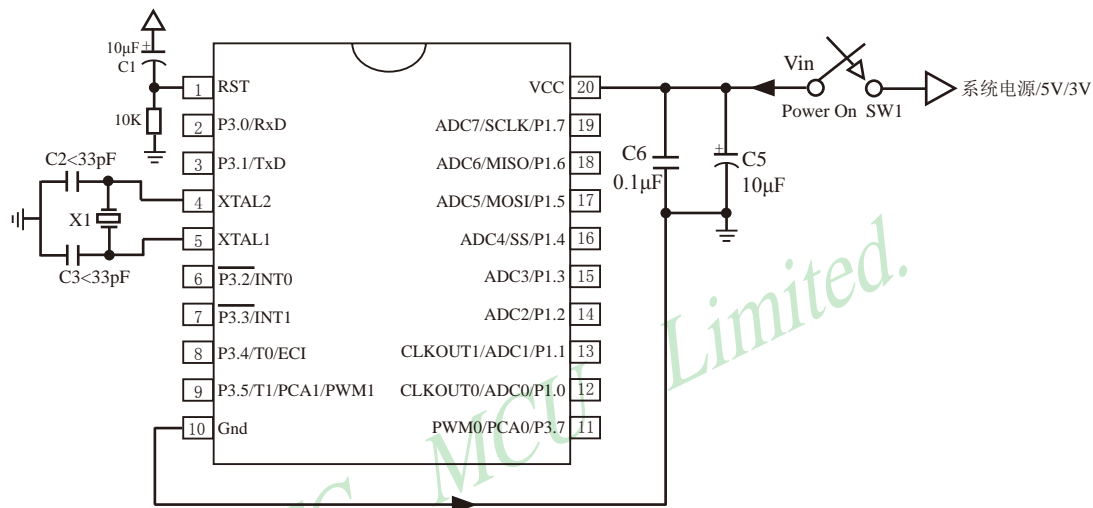 10μF
+
C1
10K
C2<33pF
X1
C3<33pF
1 RST
2 P3.0/RxD
3 P3.1/TxD
4 XTAL2
5 XTAL1
6 P3.2/INT0
7 P3.3/INT1
8 P3.4/T0/ECI
9 P3.5/T1/PCA1/PWM1
10 Gnd
VCC 20
ADC7/SCLK/P1.7 19
ADC6/MISO/P1.6 18
ADC5/MOSI/P1.5 17
ADC4/SS/P1.4 16
ADC3/P1.3 15
ADC2/P1.2 14
CLKOUT1/ADC1/P1.1 13
CLKOUT0/ADC0/P1.0 12
PWM0/PCA0/P3.7 11
C6
0.1μF
+
C5
10μF
Vin
Power On SW1
系统电源/5V/3V
MCU Limited.